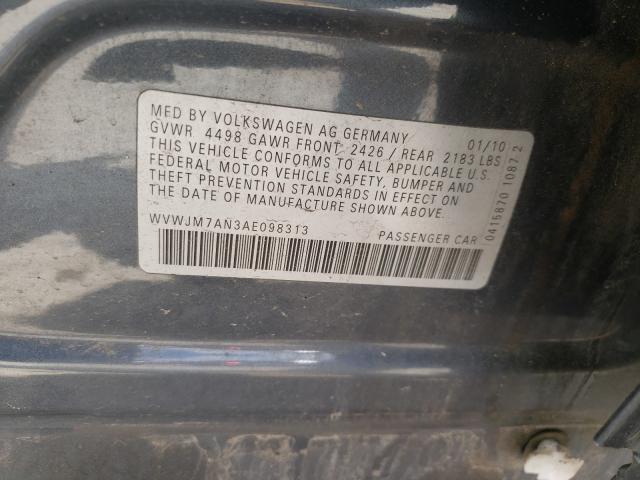 MFD BY VOLKSWAGEN AG GERMANY 01/10
GVWR 4498 GAWR FRONT 2426 / REAR 2183 LBS
THIS VEHICLE CONFORMS TO ALL APPLICABLE U.S.
FEDERAL MOTOR VEHICLE SAFETY, BUMPER AND
THEFT PREVENTION STANDARDS IN EFFECT ON
THE DATE OF MANUFACTURE SHOWN ABOVE.
WVWJM7AN3AE098313 PASSENGER CAR
0415870 1087.2